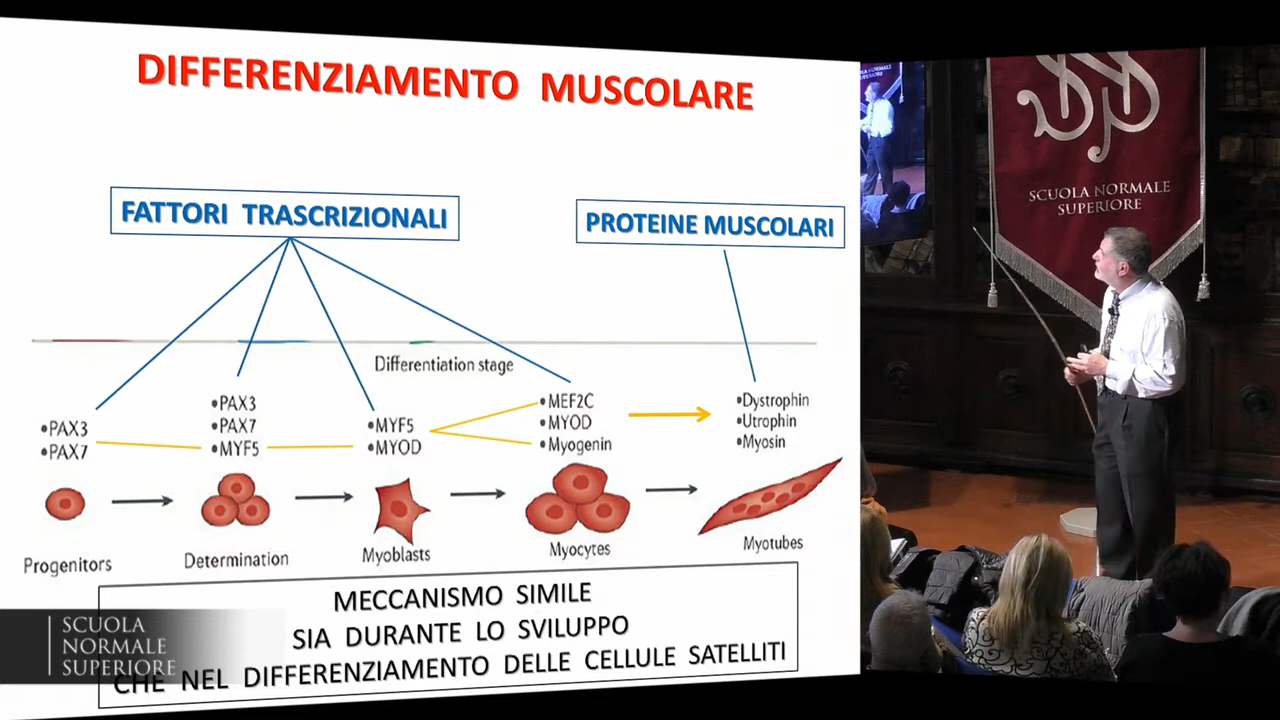 DIFFERENZIAMENTO MUSCOLARE
FATTORI TRASCRIZIONALI
PROTEINE MUSCOLARI
Differentiation stage
•PAX3
•PAX7
•PAX3
•PAX7
•MYF5
•MYF5
•MYOD
•MEF2C
•MYOD
•Myogenin
•Dystrophin
•Utrophin
•Myosin
Progenitors
Determination
Myoblasts
Myocytes
Myotubes
MECCANISMO SIMILE
SIA DURANTE LO SVILUPPO
CHE NEL DIFFERENZIAMENTO DELLE CELLULE SATELLITI
SCUOLA
NORMALE
SUPERIORE
SCUOLA NORMALE
SUPERIORE